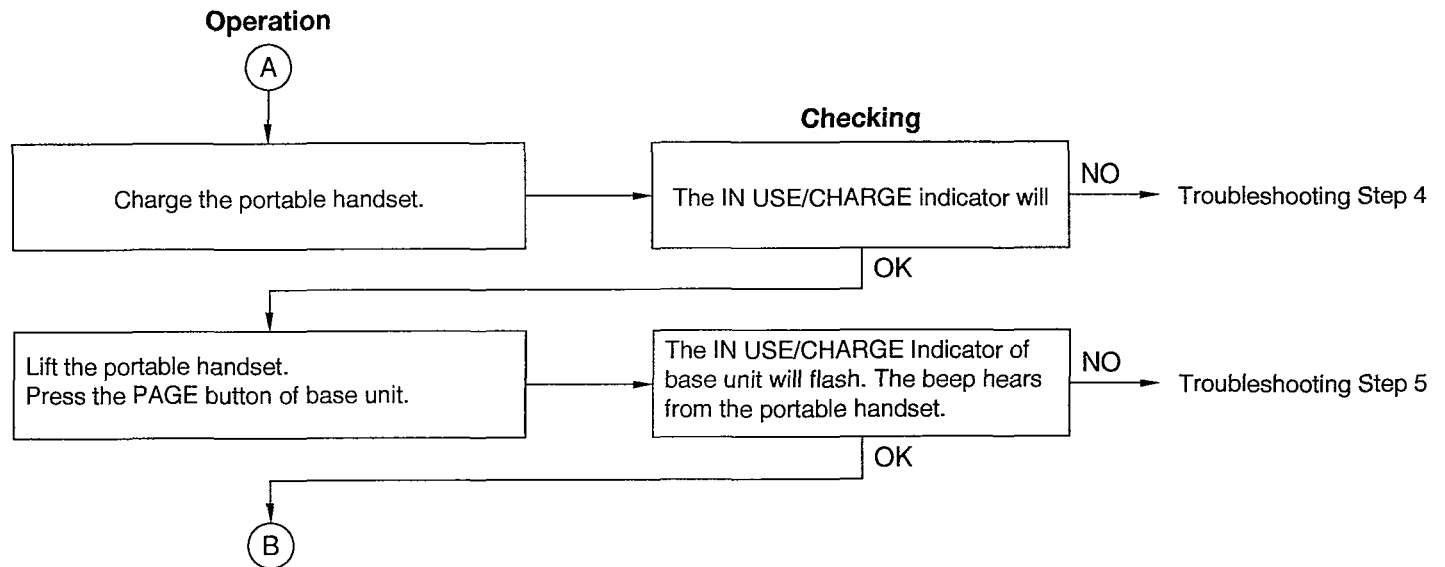 Operation
A
Checking
Charge the portable handset.
The IN USE/CHARGE indicator will
NO
Troubleshooting Step 4
OK
Lift the portable handset.
Press the PAGE button of base unit.
The IN USE/CHARGE Indicator of
base unit will flash. The beep hears
from the portable handset.
NO
Troubleshooting Step 5
OK
B